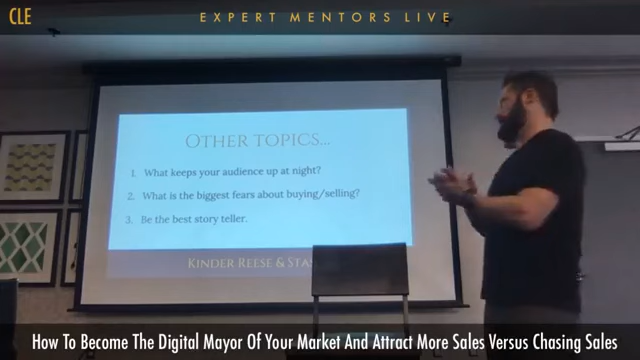 CLE
EXPERT MENTORS LIVE
OTHER TOPICS...
1. What keeps your audience up at night?
2. What is the biggest fears about buying/selling?
3. Be the best story teller.
KINDER REESE &
How To Become The Digital Mayor Of Your Market And Attract More Sales Versus Chasing Sales